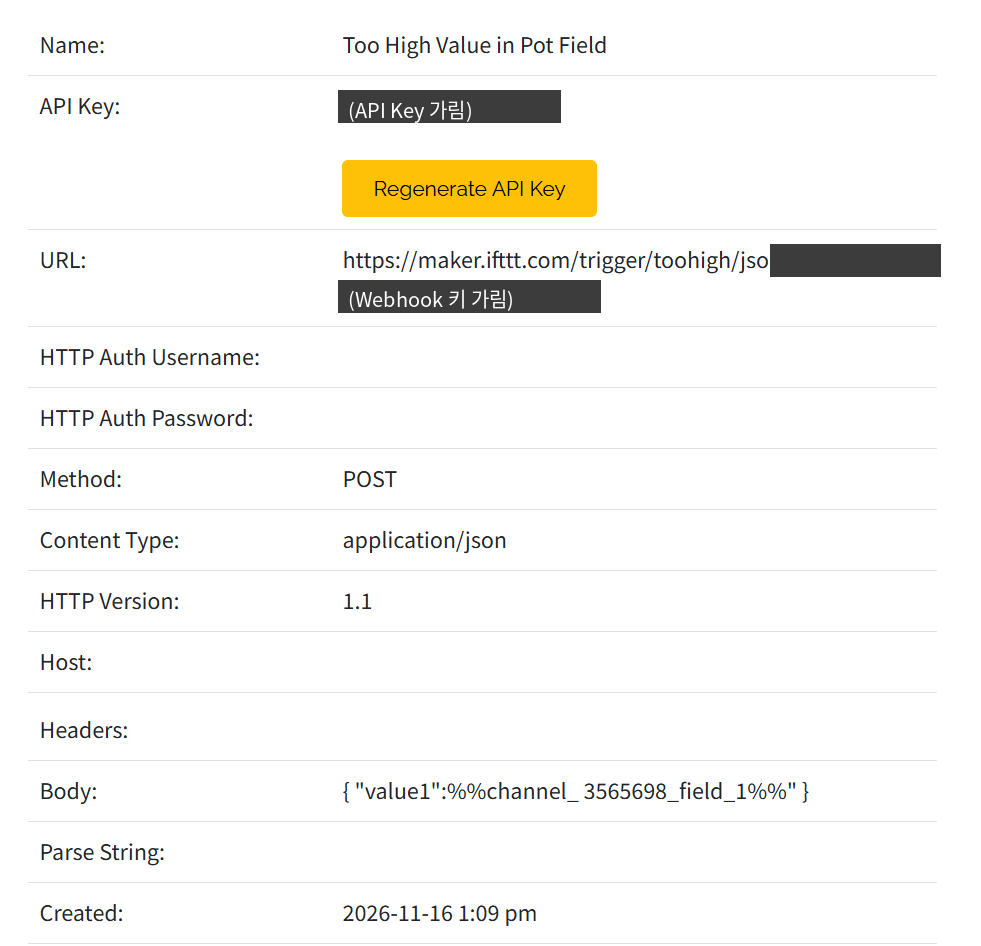 Name: Too High Value in Pot Field
API Key: (API Key 가림)
Regenerate API Key
URL: https://maker.ifttt.com/trigger/toohigh/jso
(Webhook 키 가림)
HTTP Auth Username:
HTTP Auth Password:
Method: POST
Content Type: application/json
HTTP Version: 1.1
Host:
Headers:
Body: { "value1":%%channel_ 3565698_field_1%%" }
Parse String:
Created: 2026-11-16 1:09 pm